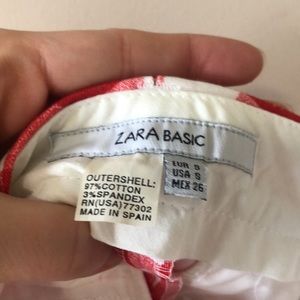 ZARA BASIC
OUTERSHELL:
97%COTTON
3%SPANDEX
RN(USA)77302
MADE IN SPAIN
EUR S
USA S
MEX 26